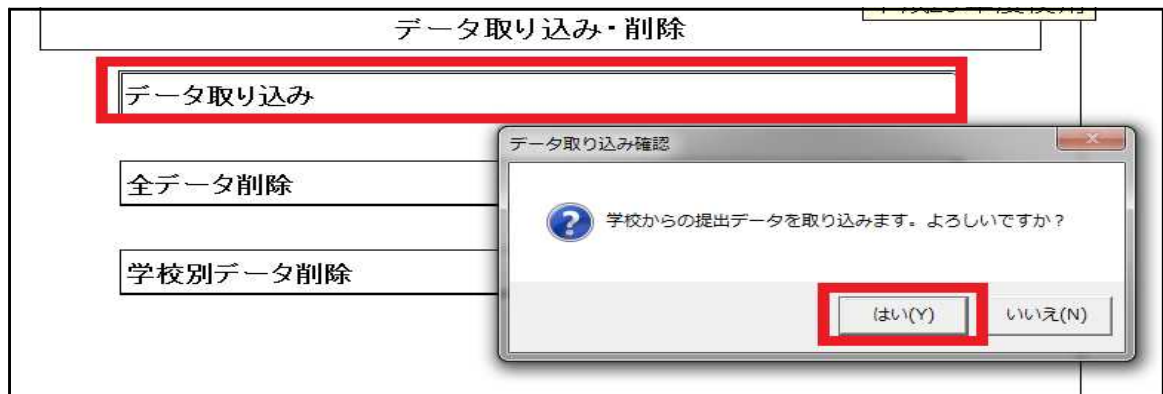 データ取り込み・削除
データ取り込み
データ取り込み確認
全データ削除
学校からの提出データを取り込みます。よろしいですか？
学校別データ削除
はい(Y)
いいえ(N)